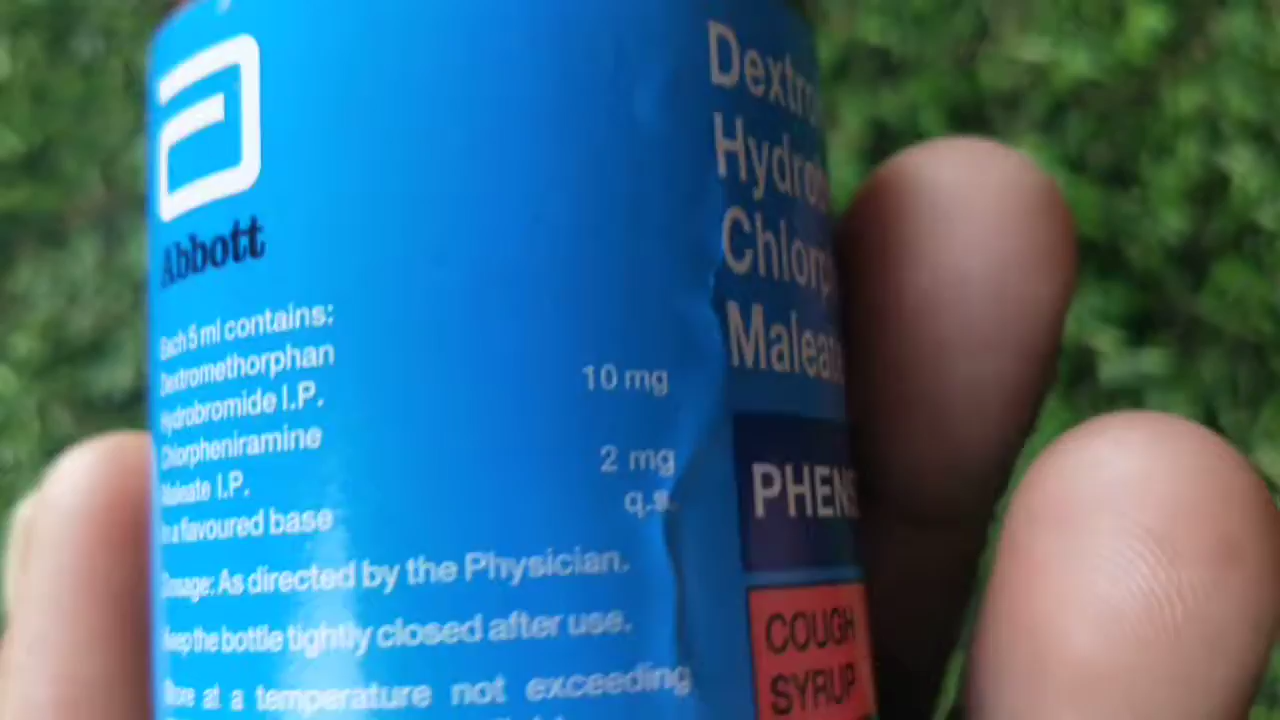 Abbott
Each 5 ml contains:
Dextromethorphan
Hydrobromide I.P. 10 mg
Chlorpheniramine
Maleate I.P. 2 mg
In a flavoured base q.s.
Dosage: As directed by the Physician.
Keep the bottle tightly closed after use.
Store at a temperature not exceeding
Dextro
Hydrob
Chlorp
Maleate
PHENS
COUGH
SYRUP